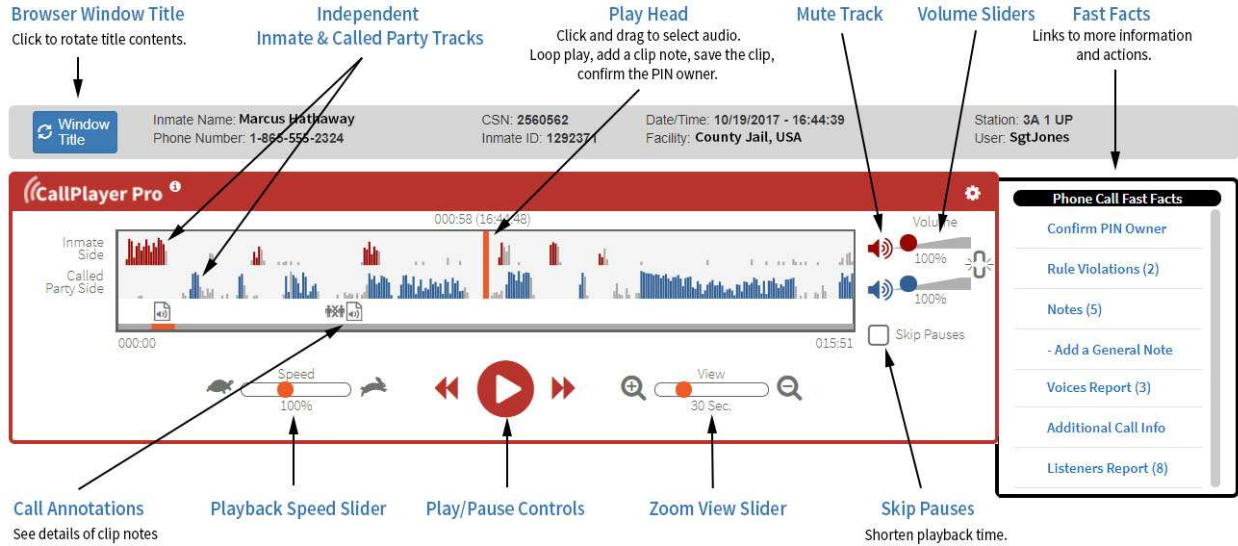 Browser Window Title
Click to rotate title contents.
Independent
Inmate & Called Party Tracks
Play Head
Click and drag to select audio.
Loop play, add a clip note, save the clip,
confirm the PIN owner.
Mute Track
Volume Sliders
Fast Facts
Links to more information
and actions.
Window
Title
Inmate Name: Marcus Hathaway
Phone Number: 1-865-555-2324
CSN: 2560562
Inmate ID: 1292371
Date/Time: 10/19/2017 - 16:44:39
Facility: County Jail, USA
Station: 3A 1 UP
User: SgtJones
CallPlayer Pro
000:58 (16:44:48)
Inmate
Side
Called
Party Side
000:00
015:51
Volume
100%
100%
Skip Pauses
Speed
100%
View
30 Sec.
Phone Call Fast Facts
Confirm PIN Owner
Rule Violations (2)
Notes (5)
- Add a General Note
Voices Report (3)
Additional Call Info
Listeners Report (8)
Call Annotations
See details of clip notes
Playback Speed Slider
Play/Pause Controls
Zoom View Slider
Skip Pauses
Shorten playback time.